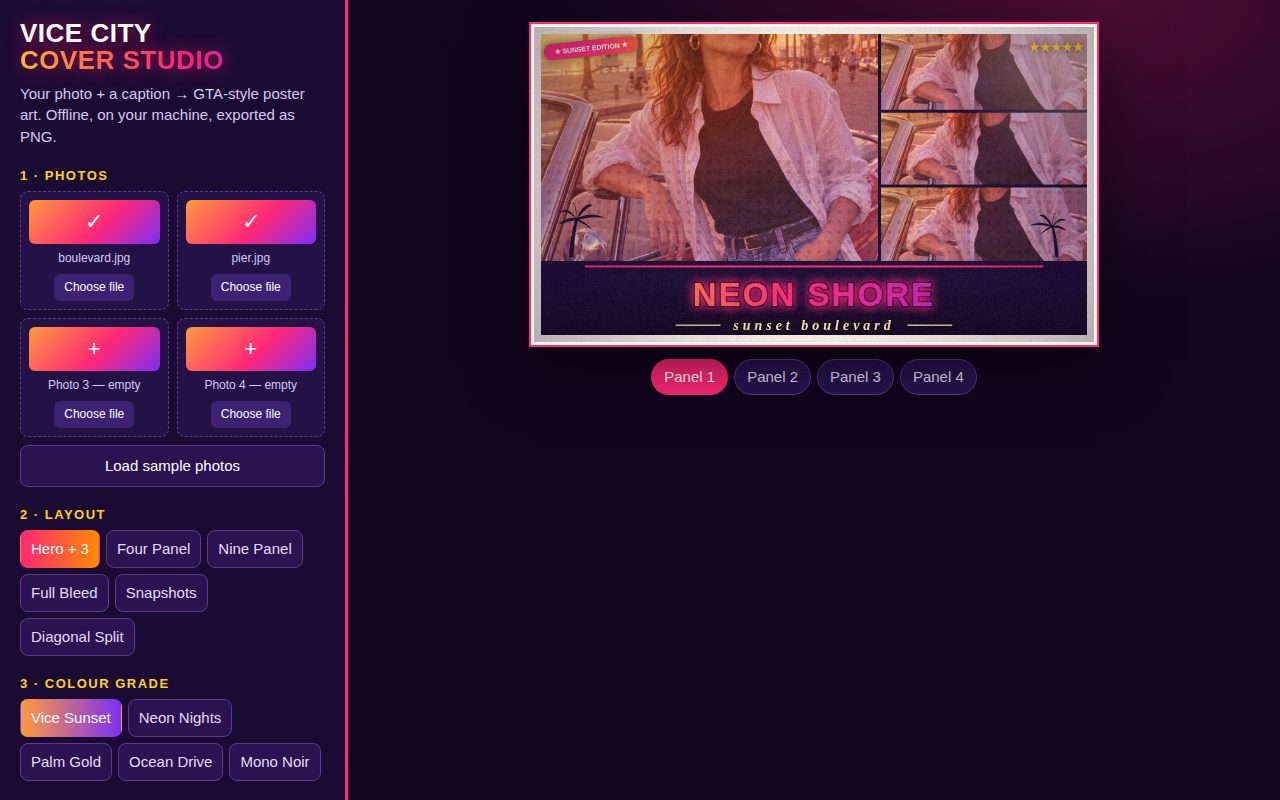 VICE CITY
COVER STUDIO
Your photo + a caption → GTA-style poster
art. Offline, on your machine, exported as
PNG.
1 · PHOTOS
✓
✓
boulevard.jpg
pier.jpg
Choose file
Choose file
+
+
Photo 3 — empty
Photo 4 — empty
Choose file
Choose file
Load sample photos
2 · LAYOUT
Hero + 3
Four Panel
Nine Panel
Full Bleed
Snapshots
Diagonal Split
3 · COLOUR GRADE
Vice Sunset
Neon Nights
Palm Gold
Ocean Drive
Mono Noir
★ SUNSET EDITION ★
★★★★★
NEON SHORE
sunset boulevard
Panel 1
Panel 2
Panel 3
Panel 4